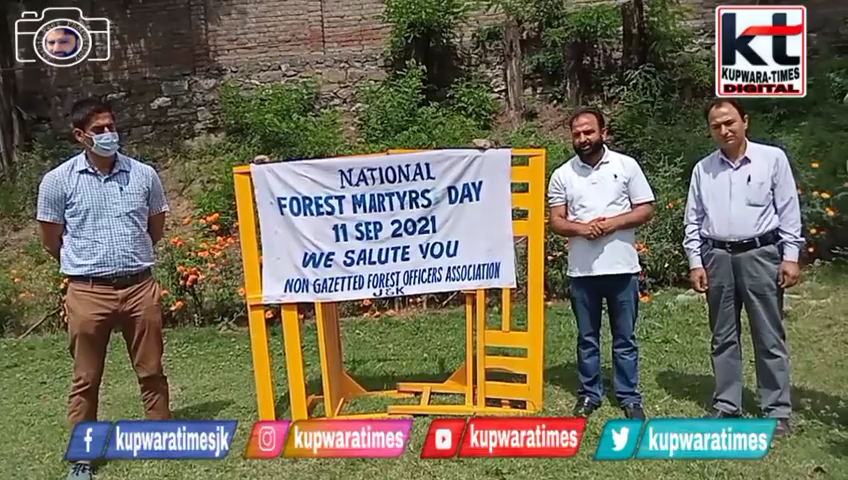 kt
KUPWARA-TIMES
DIGITAL
NATIONAL
FOREST MARTYRS DAY
11 SEP 2021
WE SALUTE YOU
NON GAZETTED FOREST OFFICERS ASSOCIATION
J&K
kupwaratimesjk
kupwaratimes
kupwaratimes
kupwaratimes